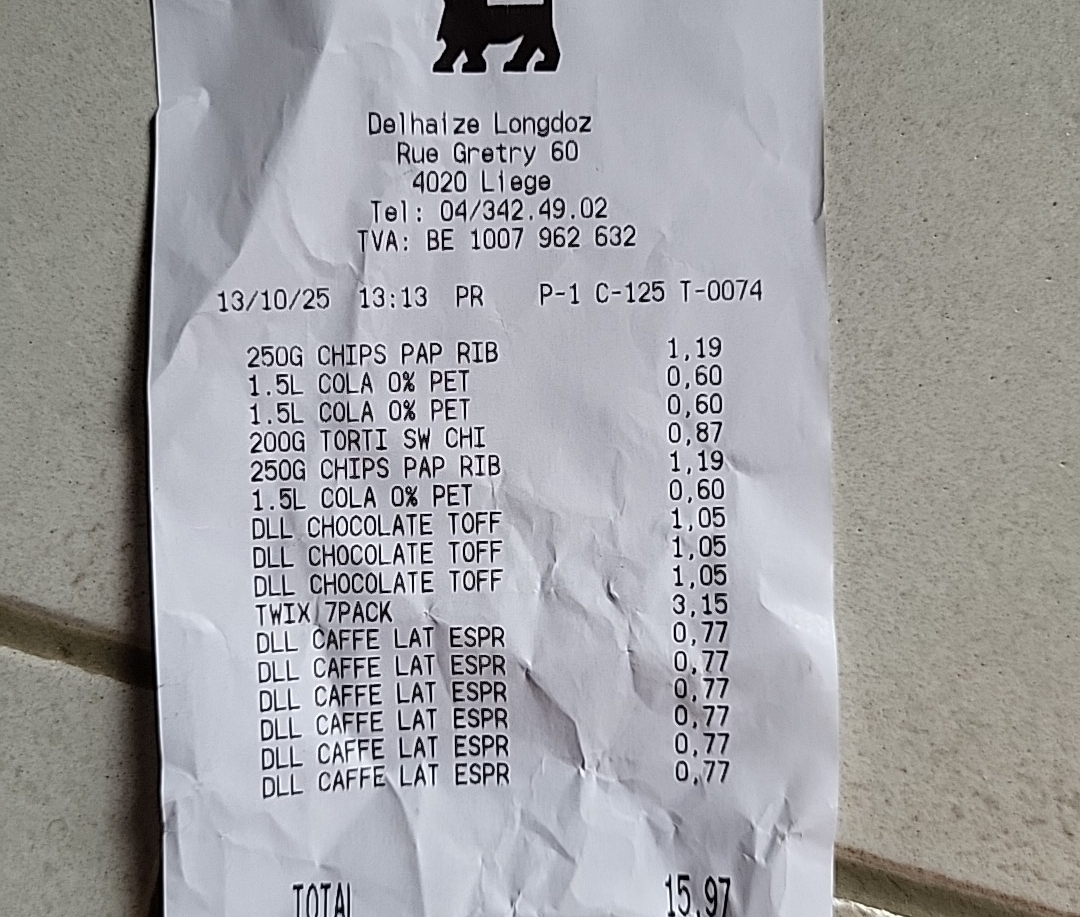 Delhaize Longdoz
Rue Gretry 60
4020 Liege
Tel: 04/342.49.02
TVA: BE 1007 962 632
13/10/25 13:13 PR P-1 C-125 T-0074
250G CHIPS PAP RIB 1,19
1.5L COLA 0% PET 0,60
1.5L COLA 0% PET 0,60
200G TORTI SW CHI 0,87
250G CHIPS PAP RIB 1,19
1.5L COLA 0% PET 0,60
DLL CHOCOLATE TOFF 1,05
DLL CHOCOLATE TOFF 1,05
DLL CHOCOLATE TOFF 1,05
TWIX 7PACK 3,15
DLL CAFFE LAT ESPR 0,77
DLL CAFFE LAT ESPR 0,77
DLL CAFFE LAT ESPR 0,77
DLL CAFFE LAT ESPR 0,77
DLL CAFFE LAT ESPR 0,77
DLL CAFFE LAT ESPR 0,77
TOTAL 15,97